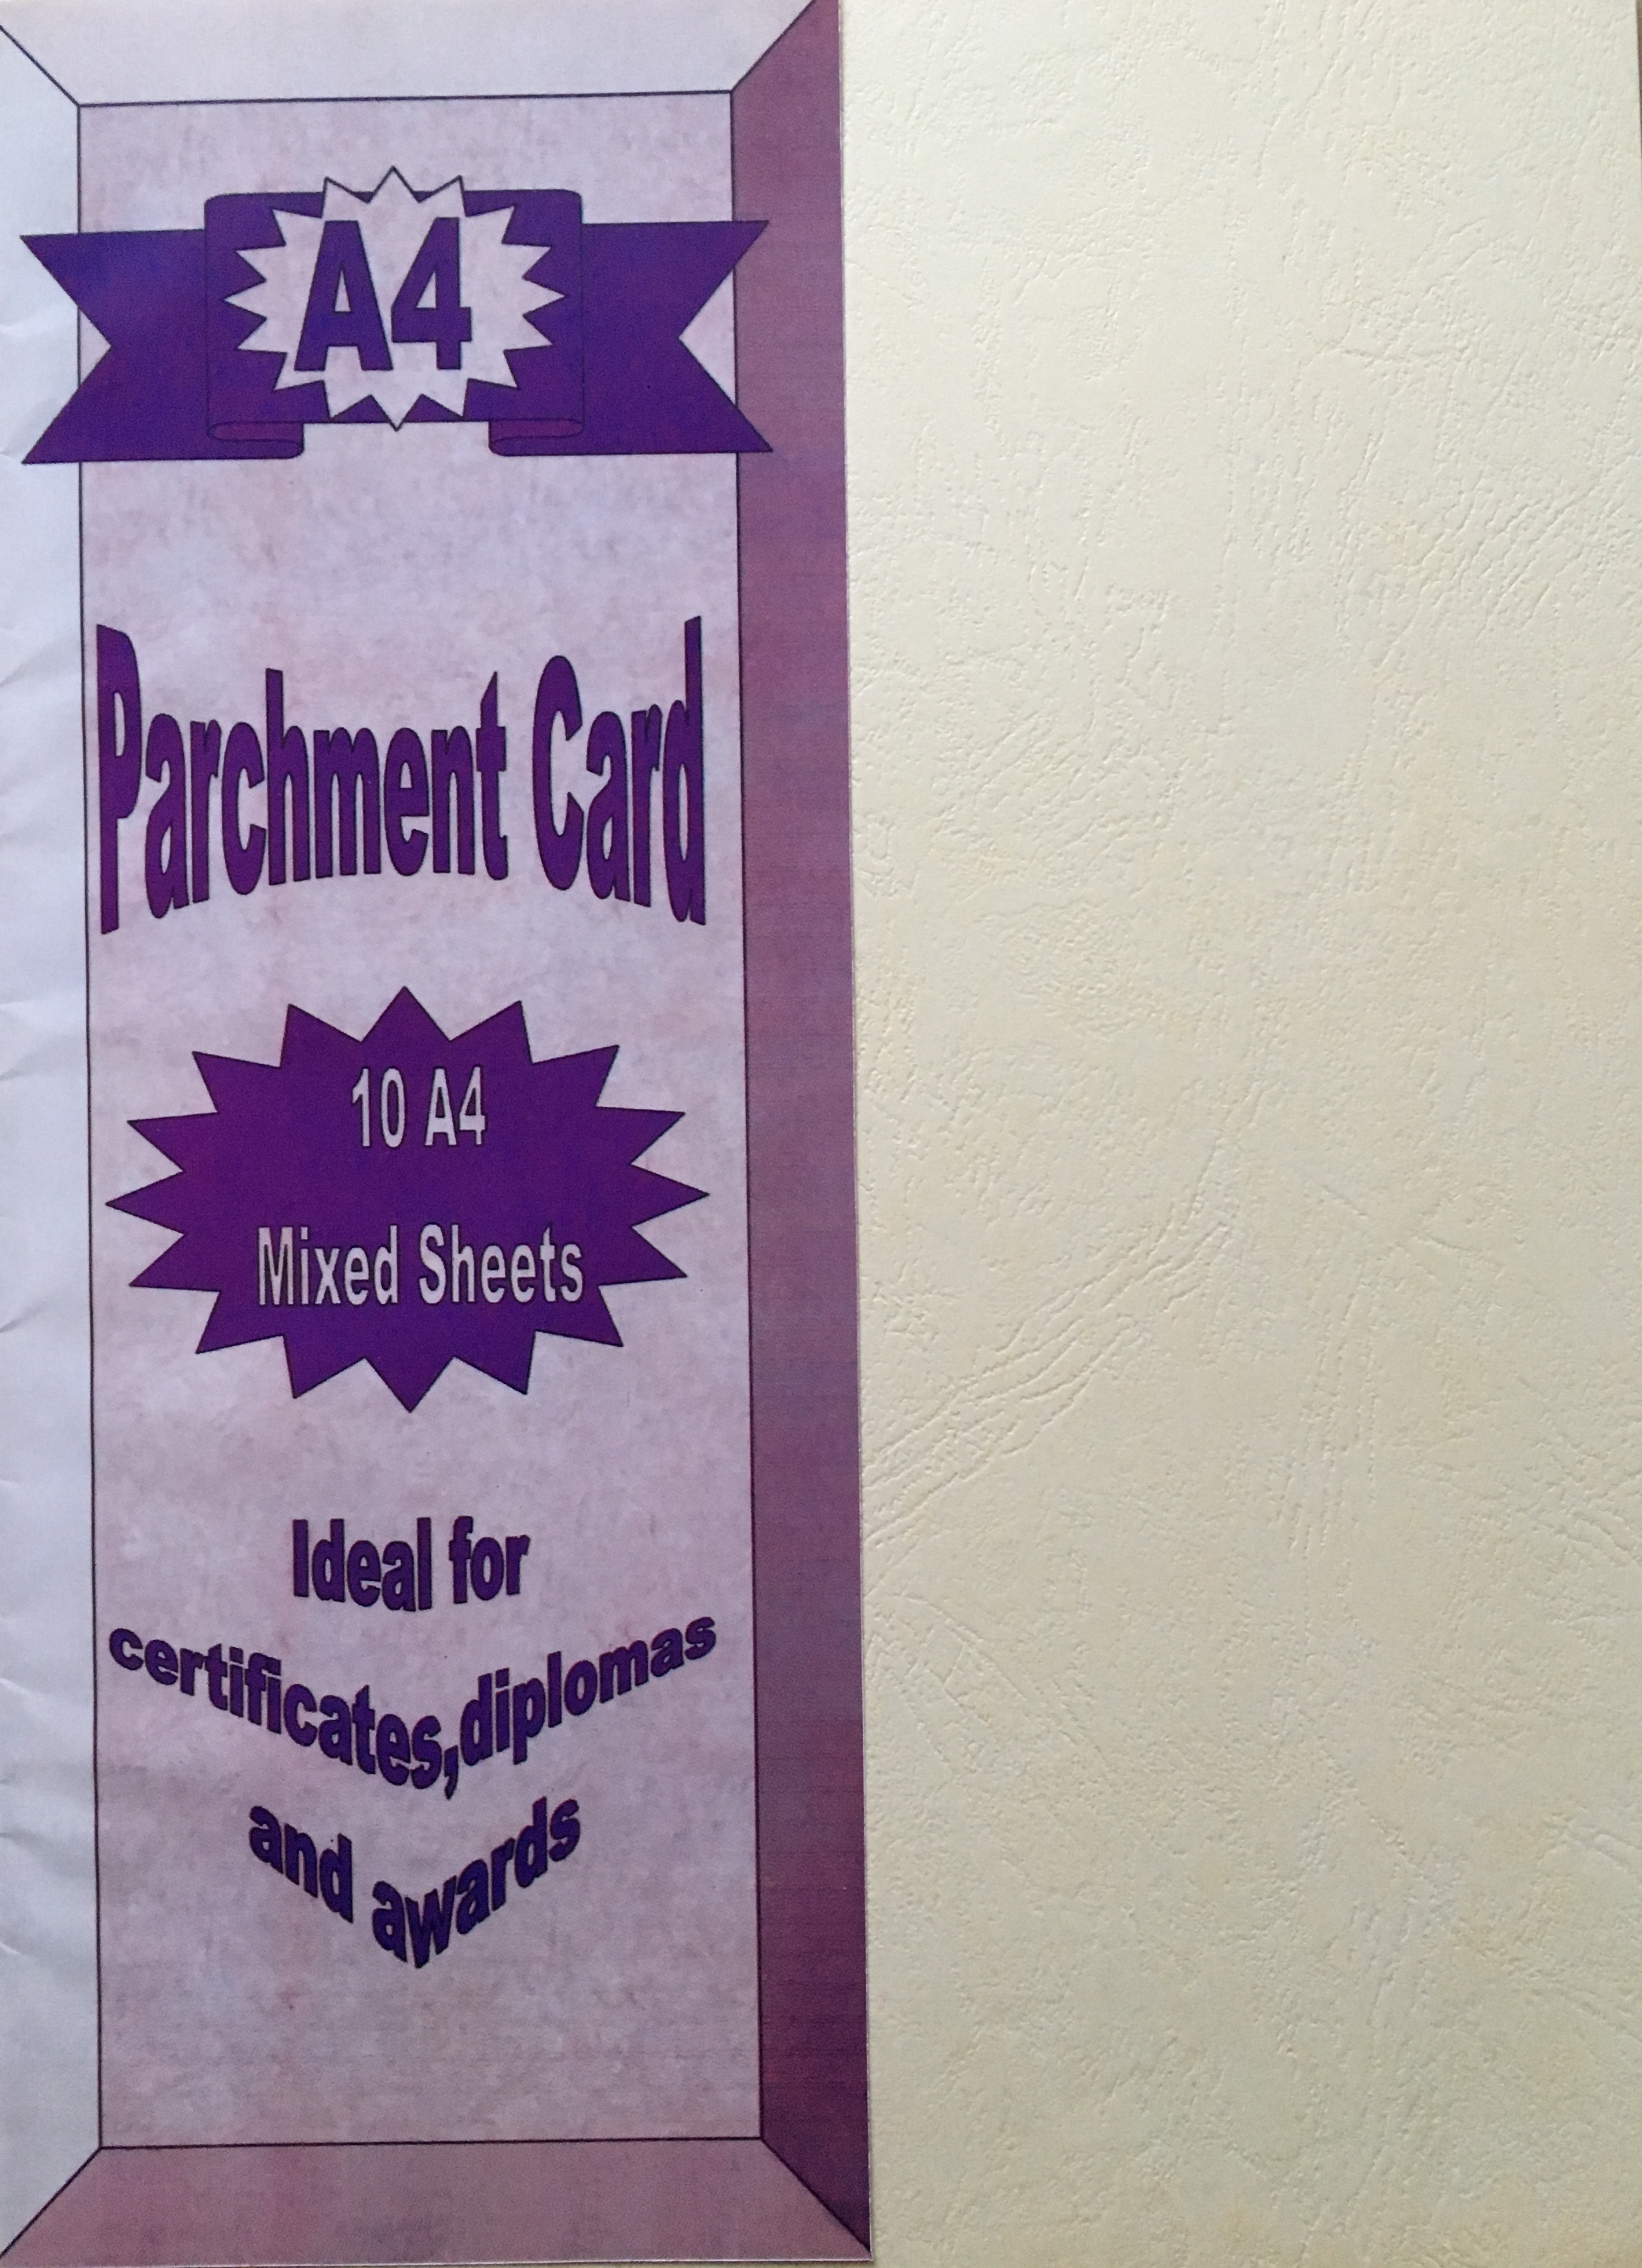 A4
Parchment Card
10 A4
Mixed Sheets
Ideal for
certificates,diplomas
and awards